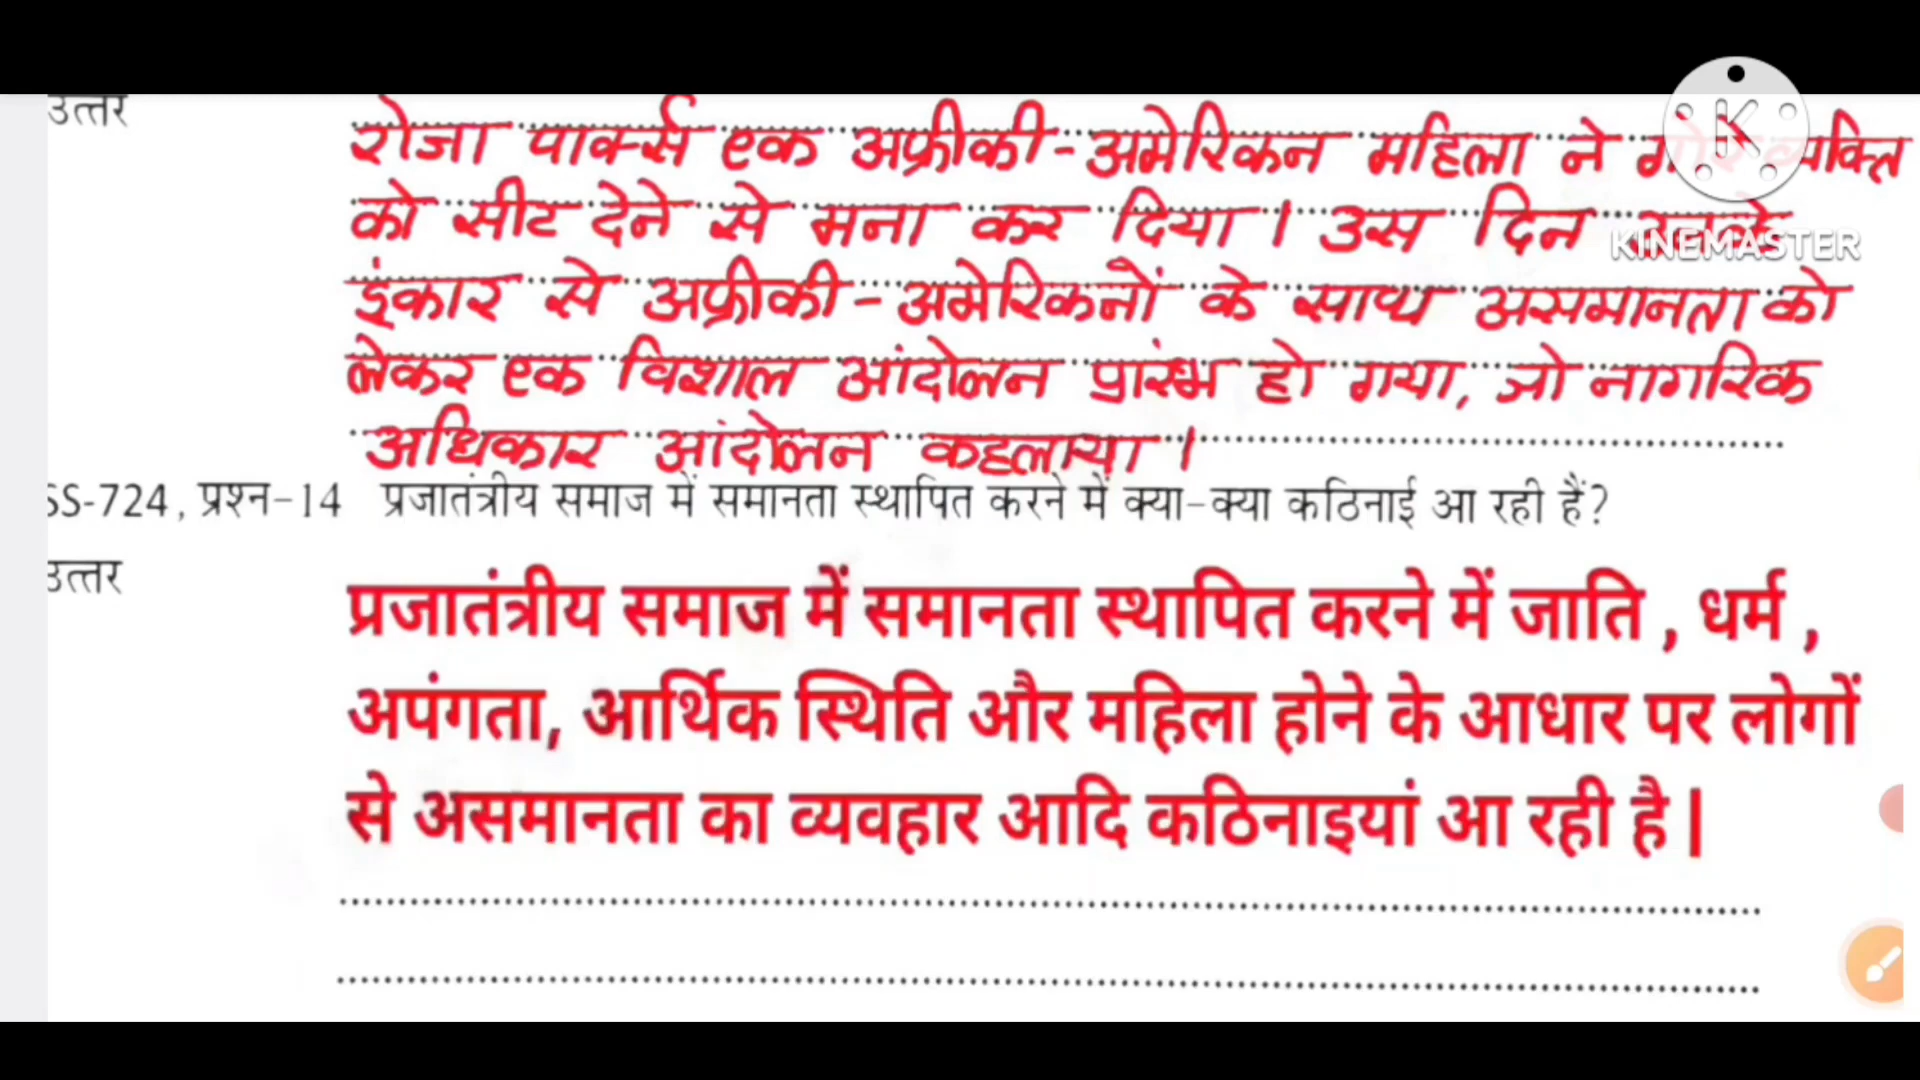 उत्तर
रोजा पार्क्स एक अफ्रीकी-अमेरिकन महिला ने गोरे व्यक्ति
को सीट देने से मना कर दिया। उस दिन
KINEMASTER
इंकार से अफ्रीकी-अमेरिकनों के साथ असमानता को
लेकर एक विशाल आंदोलन प्रारंभ हो गया, जो नागरिक
अधिकार आंदोलन कहलाया।
SS-724, प्रश्न-14 प्रजातंत्रीय समाज में समानता स्थापित करने में क्या-क्या कठिनाई आ रही हैं?
उत्तर
प्रजातंत्रीय समाज में समानता स्थापित करने में जाति , धर्म ,
अपंगता, आर्थिक स्थिति और महिला होने के आधार पर लोगों
से असमानता का व्यवहार आदि कठिनाइयां आ रही है |